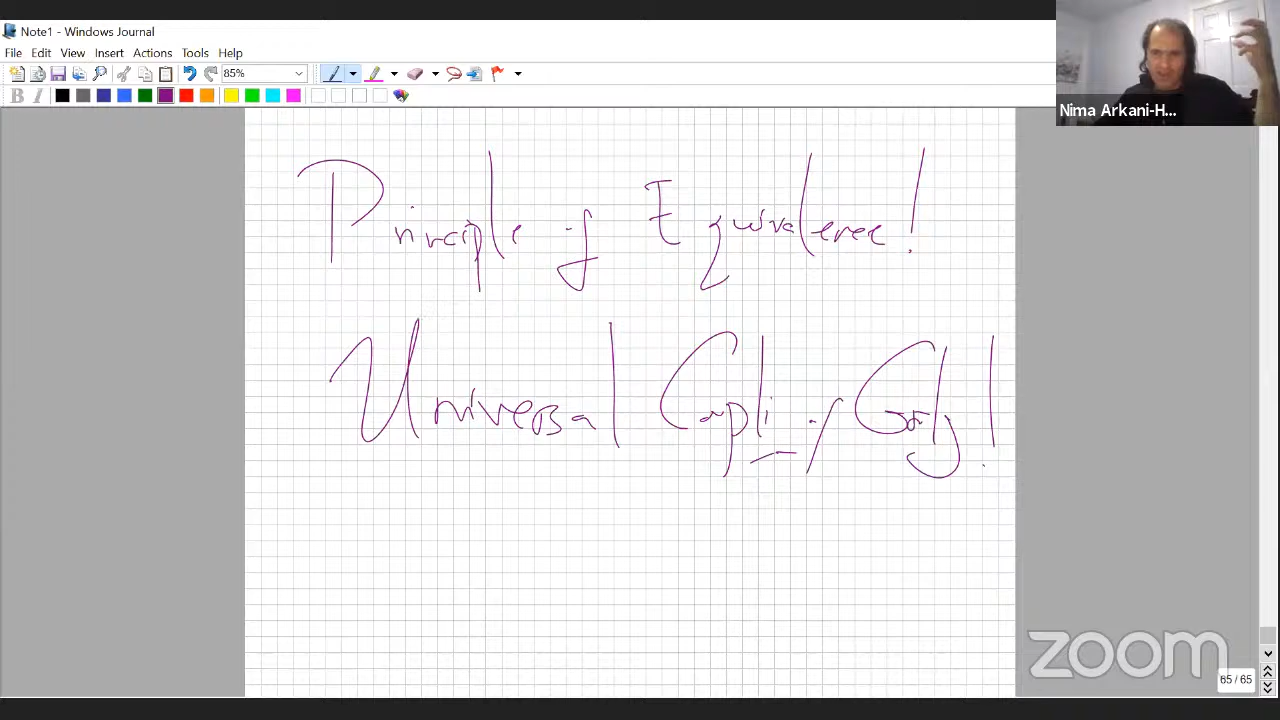 Note1 - Windows Journal
File Edit View Insert Actions Tools Help
85%
B I
Nima Arkani-H...
Principle of Equivalence!
Universal Coupling of Gravity!
zoom
65 / 65